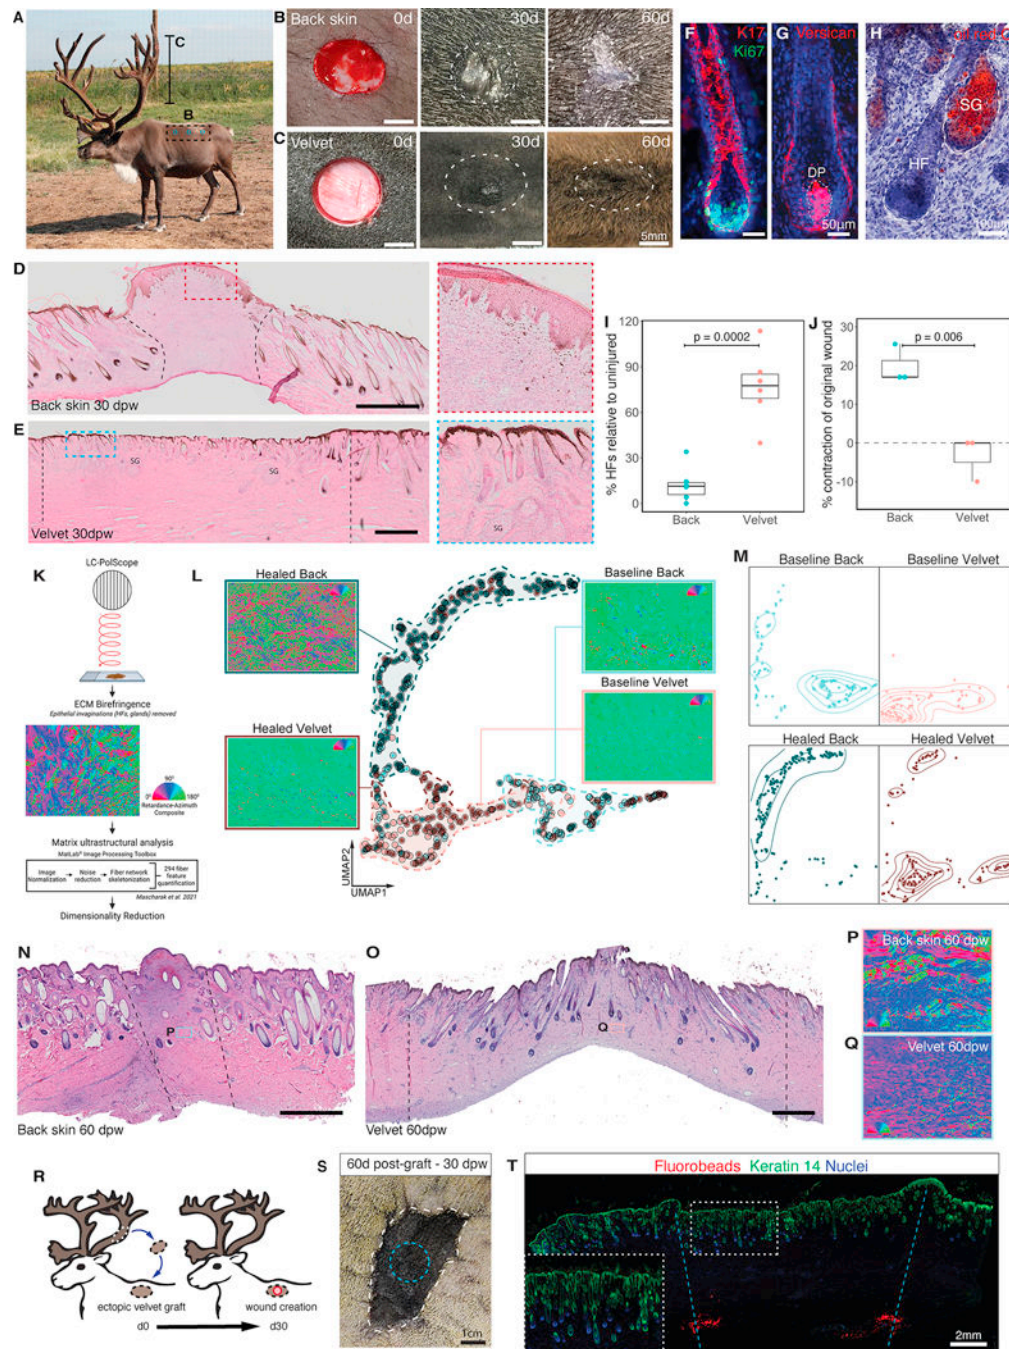 A
C
B
B
Back skin
0d
30d
60d
C
Velvet
0d
30d
60d
5mm
F
K17
Ki67
G
Versican
DP
50µm
H
oil red O
SG
HF
100µm
D
Back skin 30 dpw
E
SG
SG
Velvet 30dpw
SG
I
% HFs relative to uninjured
120
90
60
30
0
p = 0.0002
Back
Velvet
J
% contraction of original wound
30
20
10
0
-10
p = 0.006
Back
Velvet
K
LC-PolScope
ECM Birefringence
Epithelial invaginations (HFs, glands) removed
90°
0°
180°
Retardance-Azimuth
Composite
Matrix ultrastructural analysis
MatLab® Image Processing Toolbox
Image
Normalization
Noise
reduction
Fiber network
skeletonization
294 fiber
feature
quantification
Mascharak et al. 2021
Dimensionality Reduction
L
Healed Back
Baseline Back
Baseline Velvet
Healed Velvet
UMAP2
UMAP1
M
Baseline Back
Baseline Velvet
Healed Back
Healed Velvet
N
P
Back skin 60 dpw
O
Q
Velvet 60dpw
P
Back skin 60 dpw
Q
Velvet 60dpw
R
ectopic velvet graft
wound creation
d0
d30
S
60d post-graft - 30 dpw
1cm
T
Fluorobeads Keratin 14 Nuclei
2mm